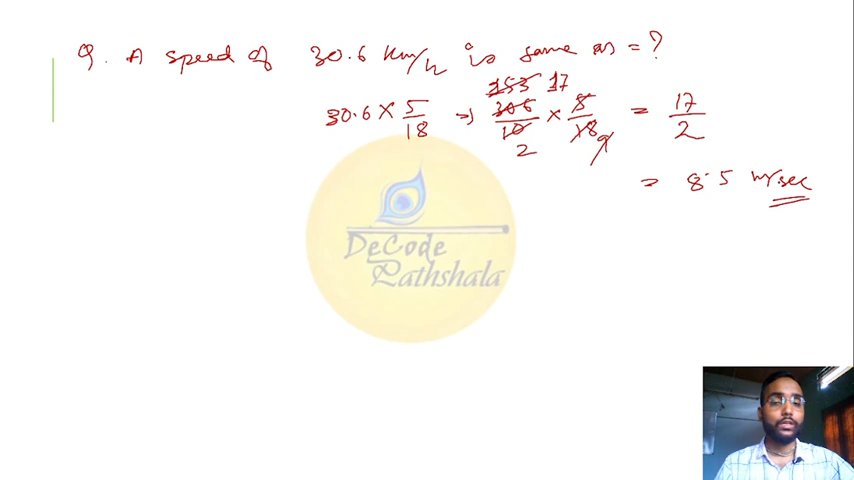 Q. A speed of 30.6 Km/h is same as = ?
153 17
30.6 × 5/18 => 306/10 × 5/18 = 17/2
2 9
= 8.5 m/sec
DeCode
Pathshala